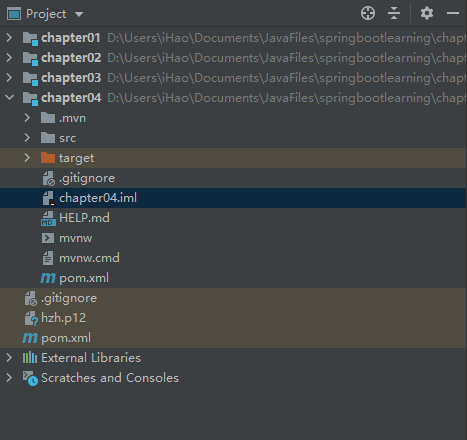 Project
chapter01 D:\Users\iHao\Documents\JavaFiles\springbootlearning\chapt
chapter02 D:\Users\iHao\Documents\JavaFiles\springbootlearning\chapt
chapter03 D:\Users\iHao\Documents\JavaFiles\springbootlearning\chapt
chapter04 D:\Users\iHao\Documents\JavaFiles\springbootlearning\chapt
.mvn
src
target
.gitignore
chapter04.iml
MD HELP.md
mvnw
mvnw.cmd
m pom.xml
.gitignore
hzh.p12
m pom.xml
External Libraries
Scratches and Consoles